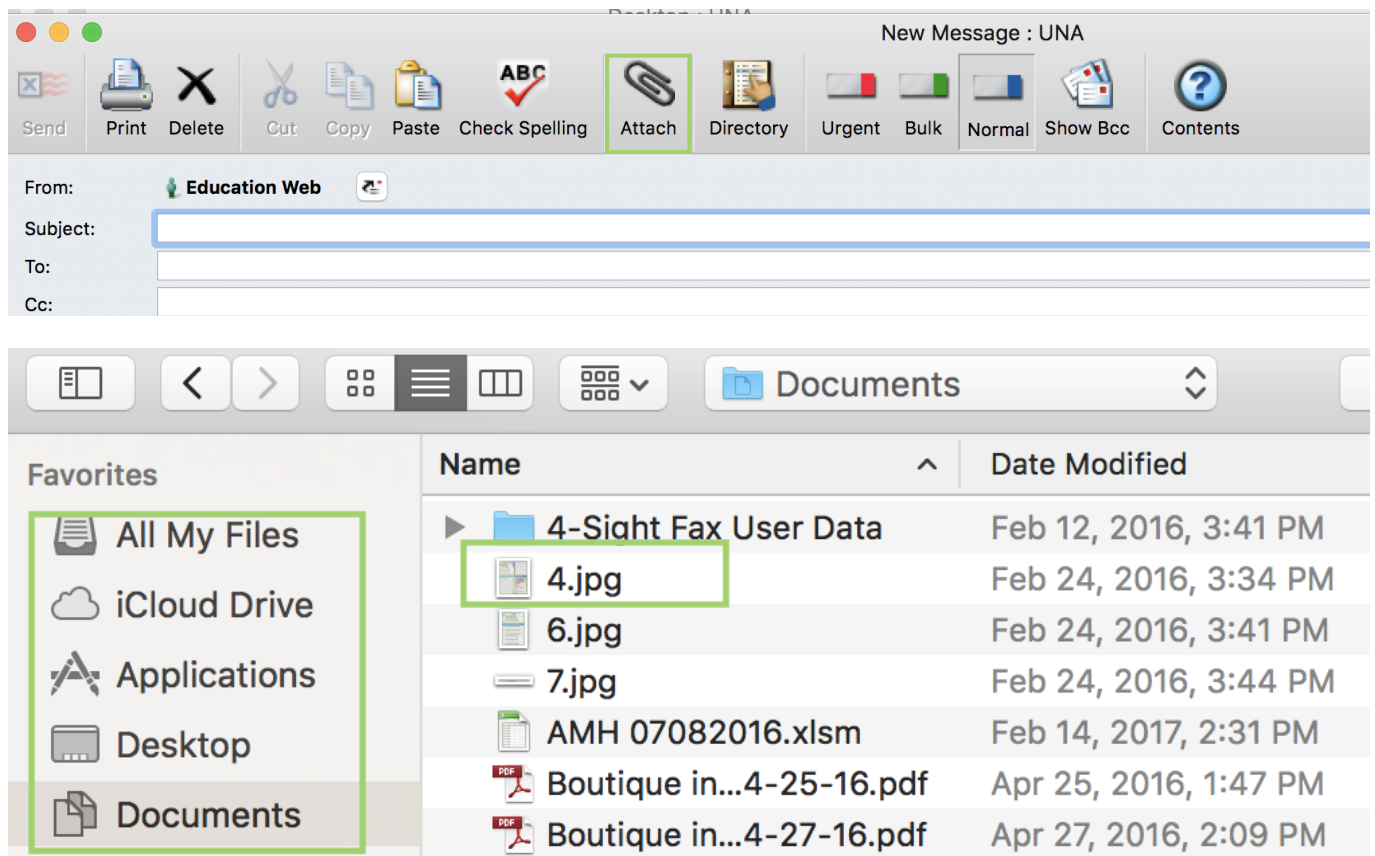 New Message : UNA
ABC
Send Print Delete Cut Copy Paste Check Spelling Attach Directory Urgent Bulk Normal Show Bcc Contents
From: Education Web
Subject:
To:
Cc:
Documents
Favorites Name Date Modified
All My Files 4-Sight Fax User Data Feb 12, 2016, 3:41 PM
4.jpg Feb 24, 2016, 3:34 PM
iCloud Drive 6.jpg Feb 24, 2016, 3:41 PM
Applications 7.jpg Feb 24, 2016, 3:44 PM
Desktop AMH 07082016.xlsm Feb 14, 2017, 2:31 PM
PDF Boutique in...4-25-16.pdf Apr 25, 2016, 1:47 PM
Documents PDF Boutique in...4-27-16.pdf Apr 27, 2016, 2:09 PM